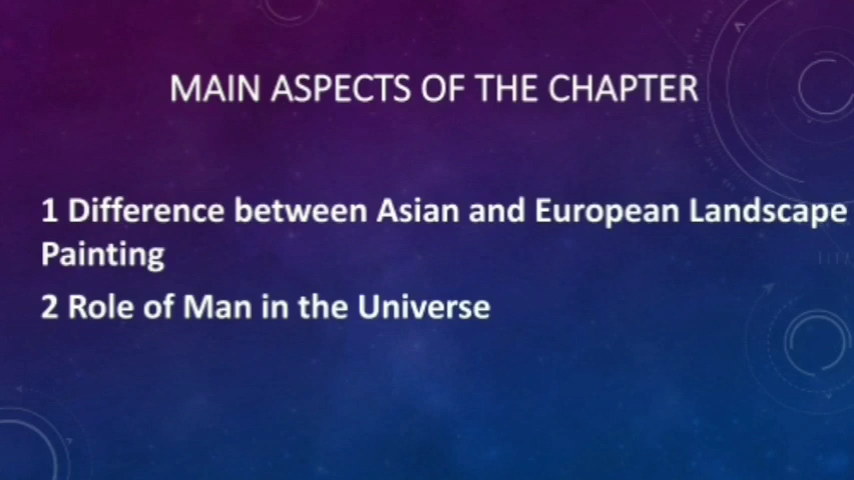 MAIN ASPECTS OF THE CHAPTER
1 Difference between Asian and European Landscape
Painting
2 Role of Man in the Universe